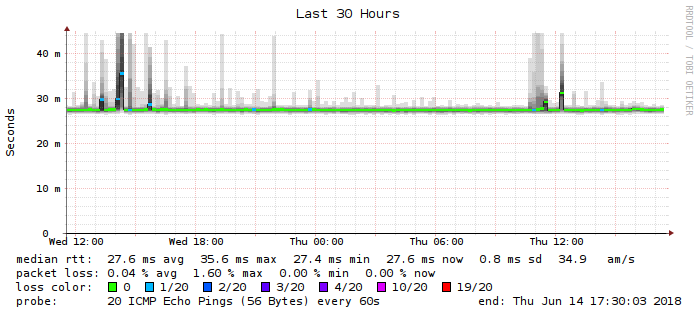 Last 30 Hours
RRDTOOL / TOBI OETIKER
Seconds
40 m
30 m
20 m
10 m
0
Wed 12:00 Wed 18:00 Thu 00:00 Thu 06:00 Thu 12:00
median rtt: 27.6 ms avg 35.6 ms max 27.4 ms min 27.6 ms now 0.8 ms sd 34.9 am/s
packet loss: 0.04 % avg 1.60 % max 0.00 % min 0.00 % now
loss color: 0 1/20 2/20 3/20 4/20 10/20 19/20
probe: 20 ICMP Echo Pings (56 Bytes) every 60s end: Thu Jun 14 17:30:03 2018